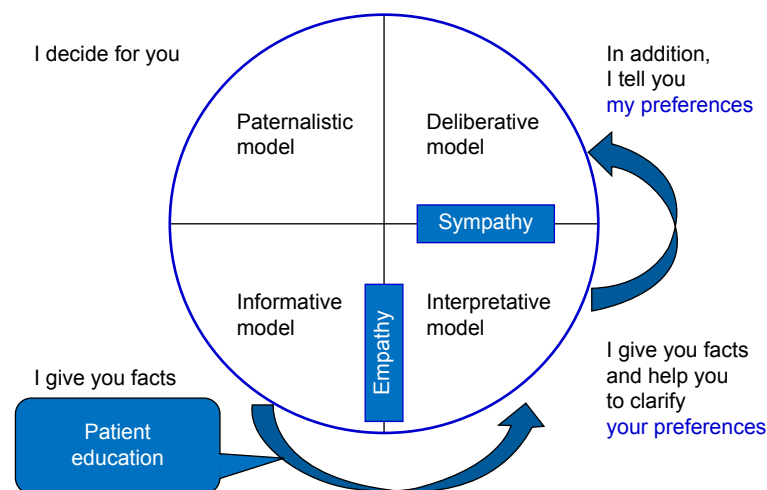 I decide for you
In addition,
I tell you
my preferences
Paternalistic
model
Deliberative
model
Sympathy
Informative
model
Empathy
Interpretative
model
I give you facts
I give you facts
and help you
to clarify
your preferences
Patient
education